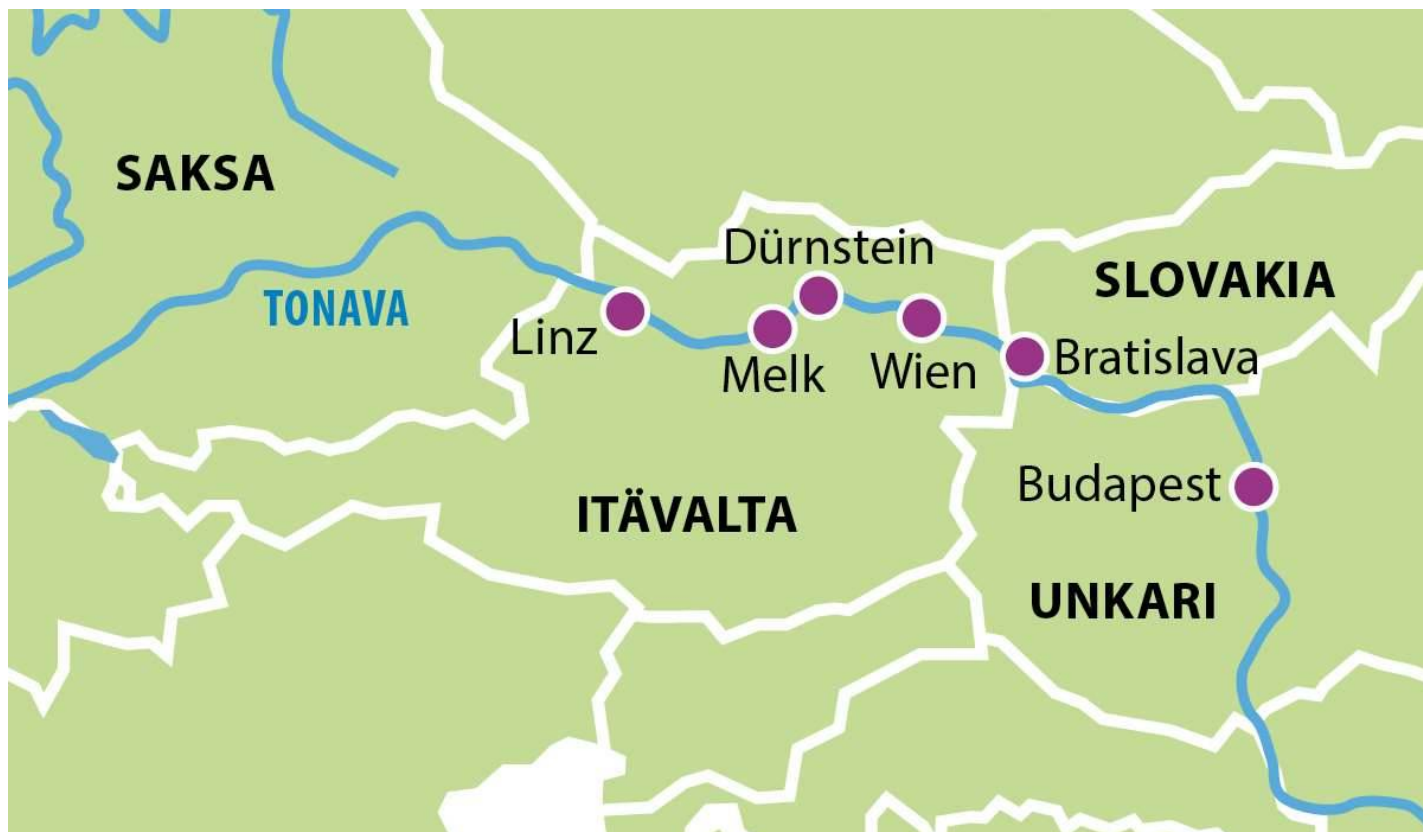 SAKSA
Dürnstein
SLOVAKIA
TONAVA
Linz
Melk
Wien
Bratislava
Budapest
ITÄVALTA
UNKARI